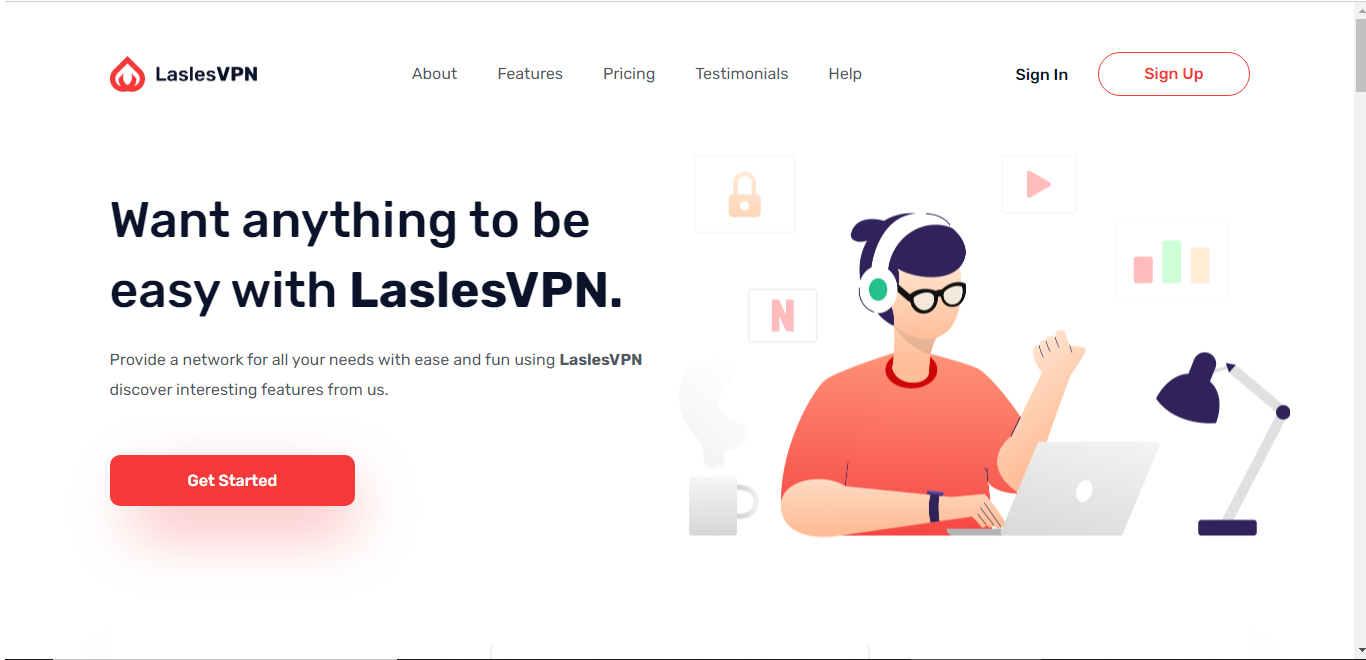 LaslesVPN
About
Features
Pricing
Testimonials
Help
Sign In
Sign Up
Want anything to be
easy with LaslesVPN.
Provide a network for all your needs with ease and fun using LaslesVPN
discover interesting features from us.
Get Started
N